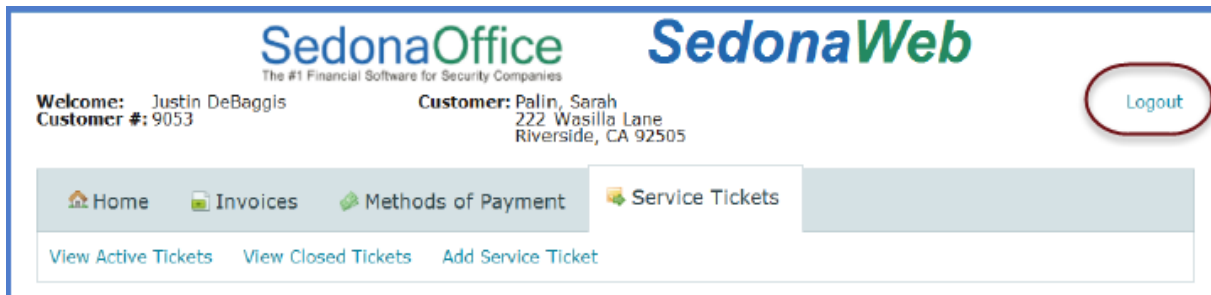 SedonaOffice SedonaWeb
The #1 Financial Software for Security Companies
Welcome: Justin DeBaggis Customer: Palin, Sarah Logout
Customer #: 9053 222 Wasilla Lane
Riverside, CA 92505
Home Invoices Methods of Payment Service Tickets
View Active Tickets View Closed Tickets Add Service Ticket